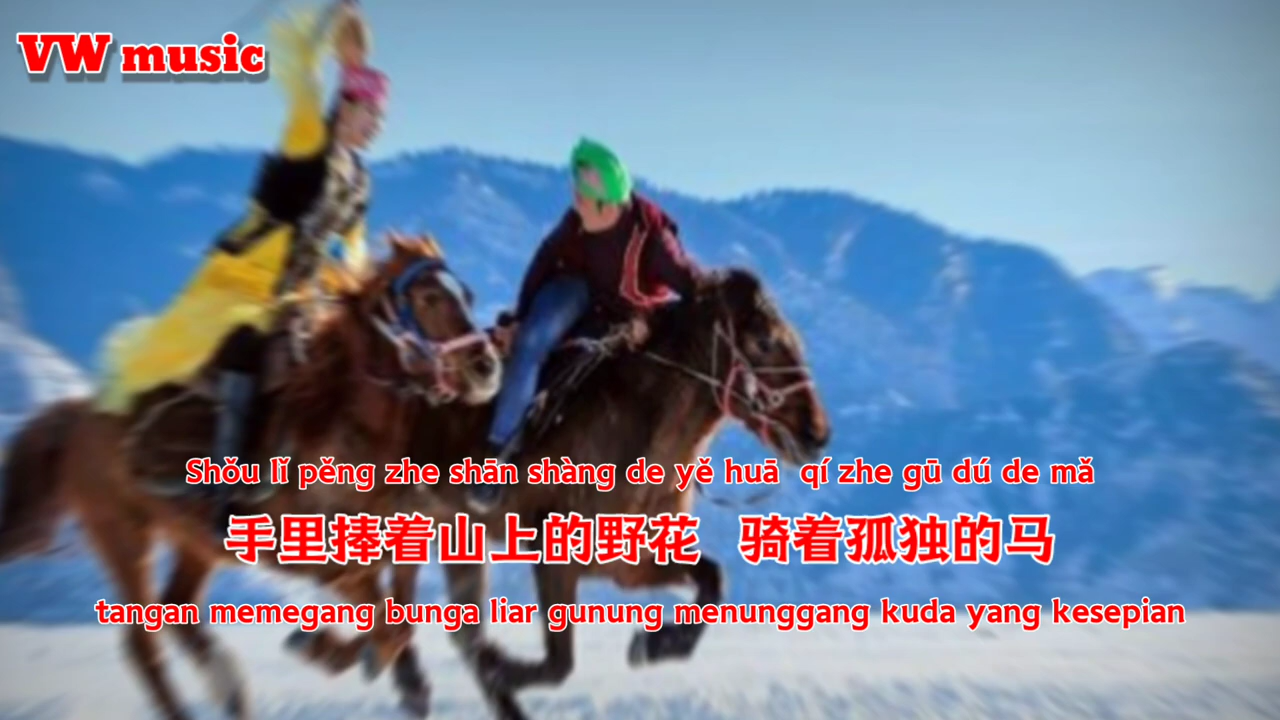 VW music
Shǒu lǐ pěng zhe shān shàng de yě huā  qí zhe gū dú de mǎ
手里捧着山上的野花  骑着孤独的马
tangan memegang bunga liar gunung menunggang kuda yang kesepian